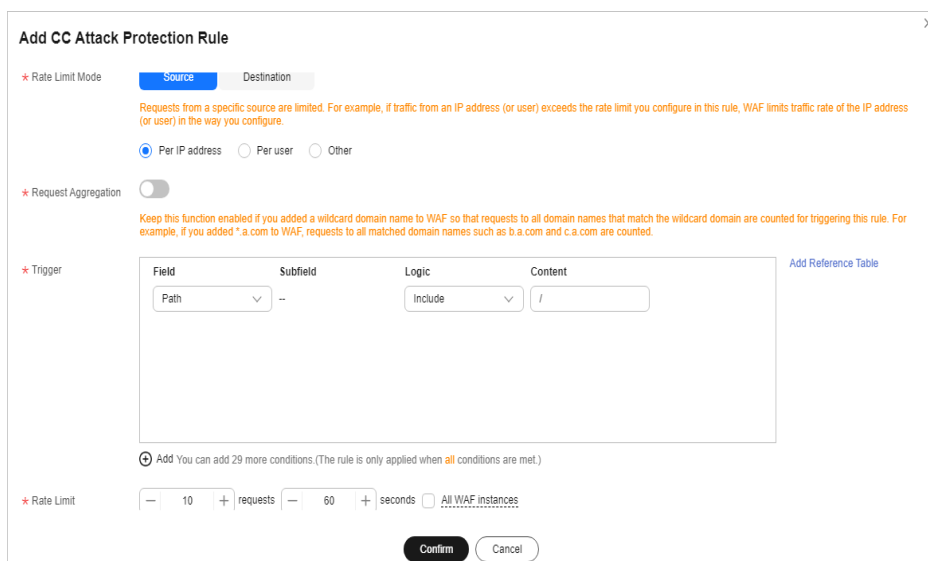 Add CC Attack Protection Rule
* Rate Limit Mode Source Destination
Requests from a specific source are limited. For example, if traffic from an IP address (or user) exceeds the rate limit you configure in this rule, WAF limits traffic rate of the IP address
(or user) in the way you configure.
Per IP address Per user Other
* Request Aggregation
Keep this function enabled if you added a wildcard domain name to WAF so that requests to all domain names that match the wildcard domain are counted for triggering this rule. For
example, if you added *.a.com to WAF, requests to all matched domain names such as b.a.com and c.a.com are counted.
* Trigger Field Subfield Logic Content Add Reference Table
Path -- Include /
Add You can add 29 more conditions.(The rule is only applied when all conditions are met.)
* Rate Limit − 10 + requests − 60 + seconds All WAF instances
Confirm Cancel